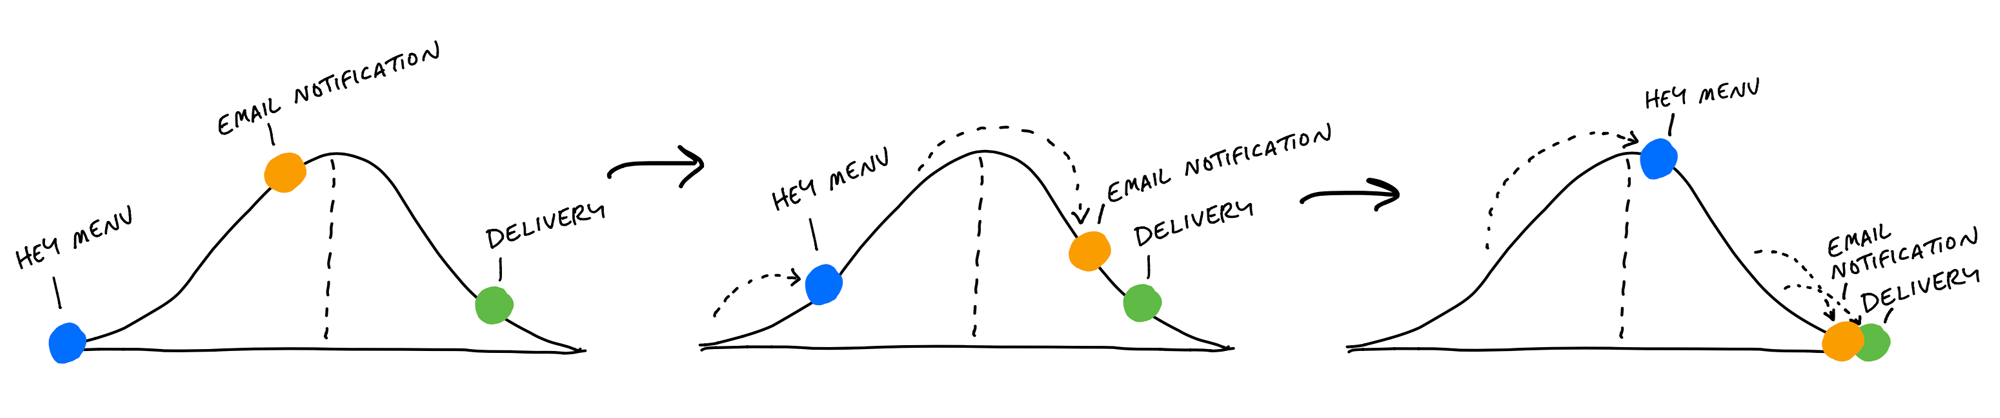 HEY MENU
EMAIL NOTIFICATION
DELIVERY
HEY MENU
EMAIL NOTIFICATION
DELIVERY
HEY MENU
EMAIL
NOTIFICATION
DELIVERY